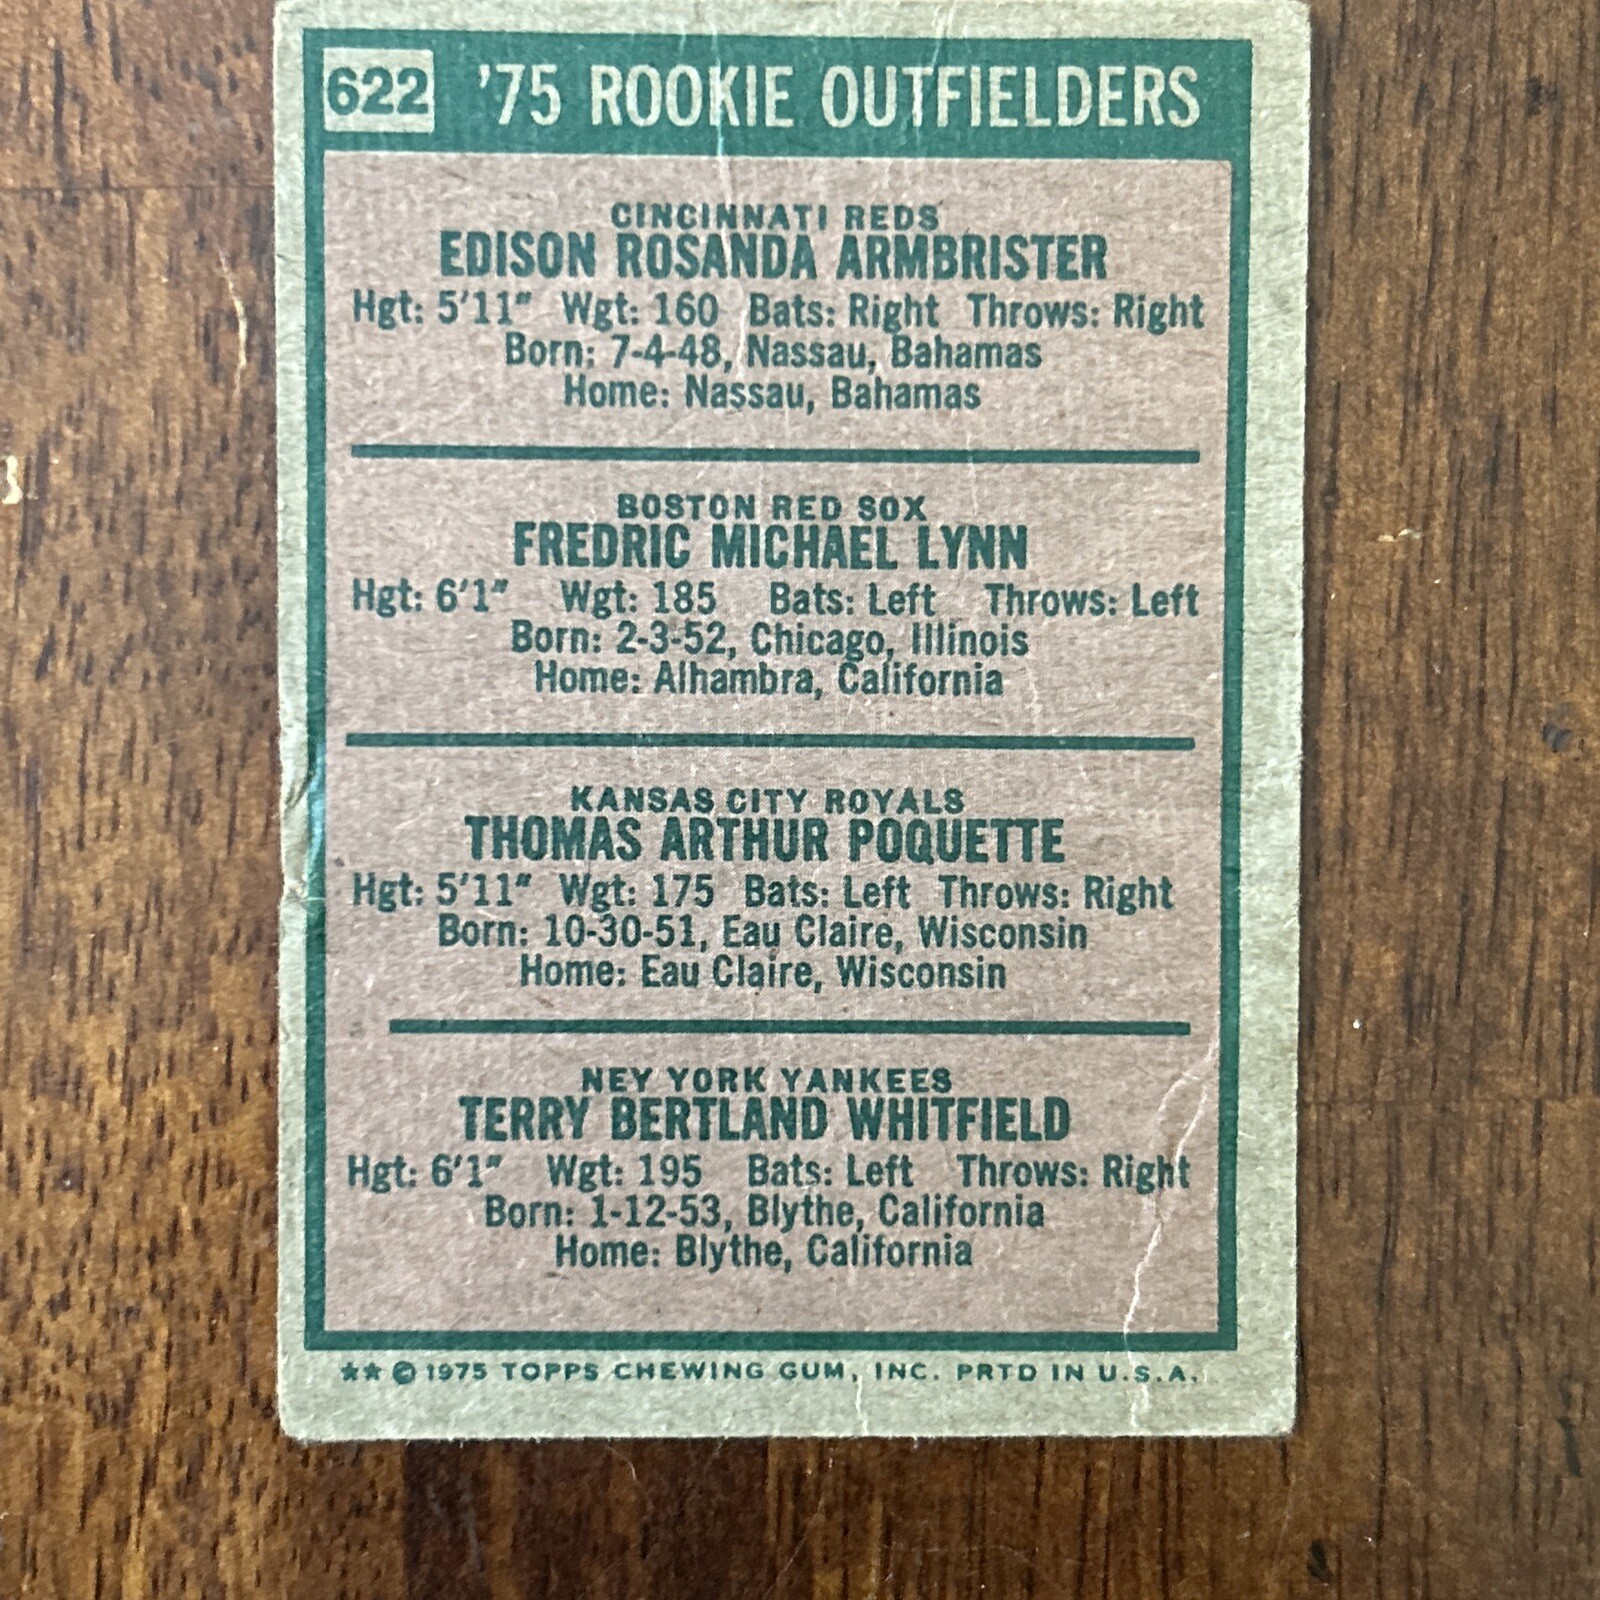 622 '75 ROOKIE OUTFIELDERS
CINCINNATI REDS
EDISON ROSANDA ARMBRISTER
Hgt: 5'11" Wgt: 160 Bats: Right Throws: Right
Born: 7-4-48, Nassau, Bahamas
Home: Nassau, Bahamas
BOSTON RED SOX
FREDRIC MICHAEL LYNN
Hgt: 6'1" Wgt: 185 Bats: Left Throws: Left
Born: 2-3-52, Chicago, Illinois
Home: Alhambra, California
KANSAS CITY ROYALS
THOMAS ARTHUR POQUETTE
Hgt: 5'11" Wgt: 175 Bats: Left Throws: Right
Born: 10-30-51, Eau Claire, Wisconsin
Home: Eau Claire, Wisconsin
NEY YORK YANKEES
TERRY BERTLAND WHITFIELD
Hgt: 6'1" Wgt: 195 Bats: Left Throws: Right
Born: 1-12-53, Blythe, California
Home: Blythe, California
★★ © 1975 TOPPS CHEWING GUM, INC. PRTD IN U.S.A.